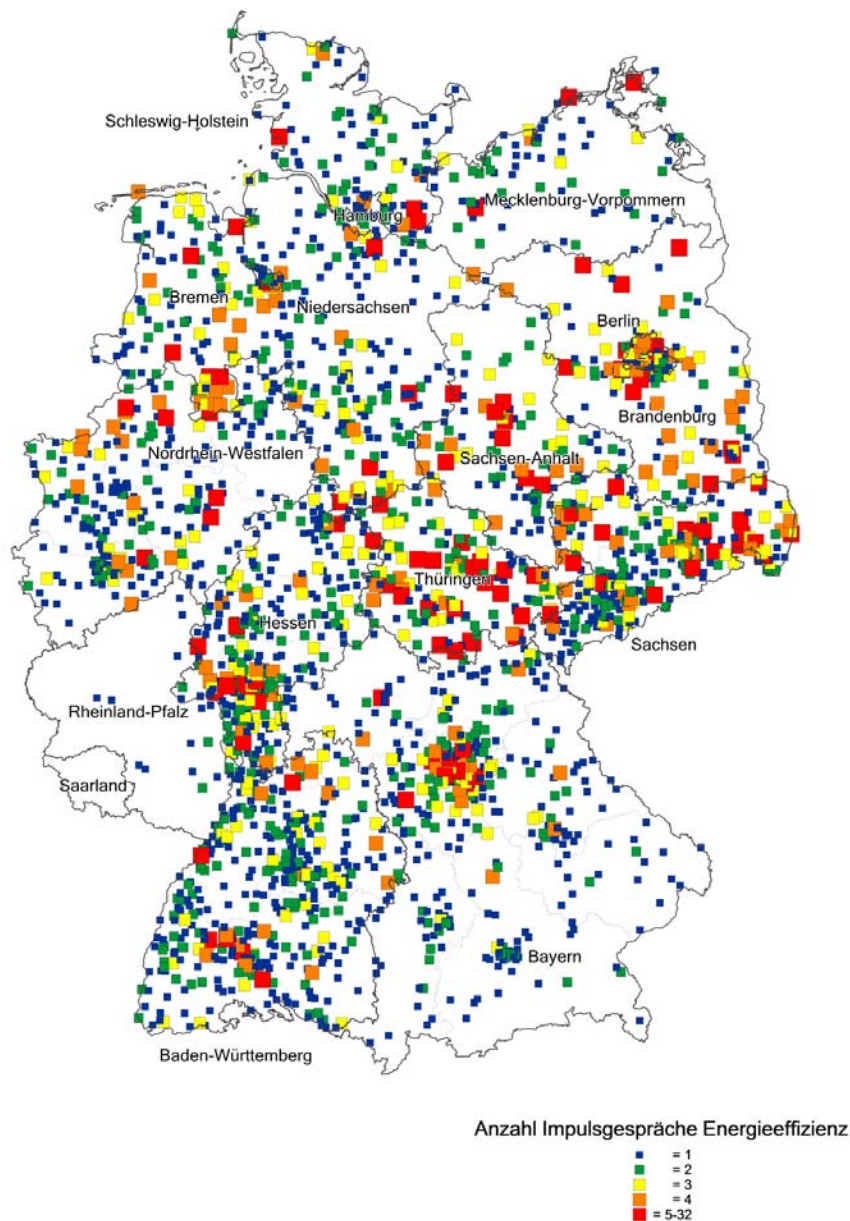 Schleswig-Holstein
Mecklenburg-Vorpommern
Hamburg
Bremen
Niedersachsen
Berlin
Brandenburg
Nordrhein-Westfalen
Sachsen-Anhalt
Thüringen
Hessen
Sachsen
Rheinland-Pfalz
Saarland
Bayern
Baden-Württemberg
Anzahl Impulsgespräche Energieeffizienz
= 1
= 2
= 3
= 4
= 5-32